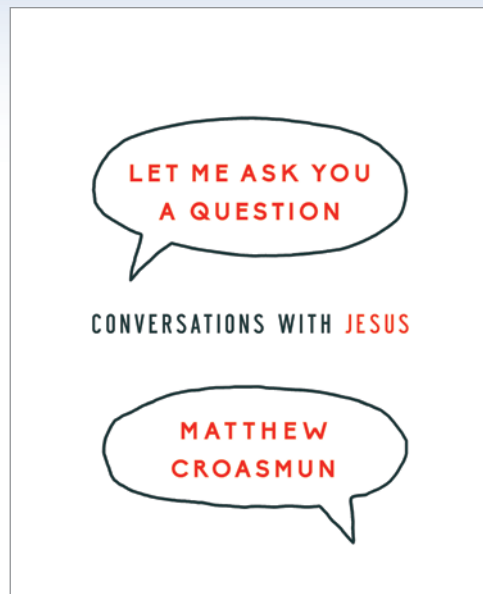 LET ME ASK YOU
A QUESTION
CONVERSATIONS WITH JESUS
MATTHEW
CROASMUN